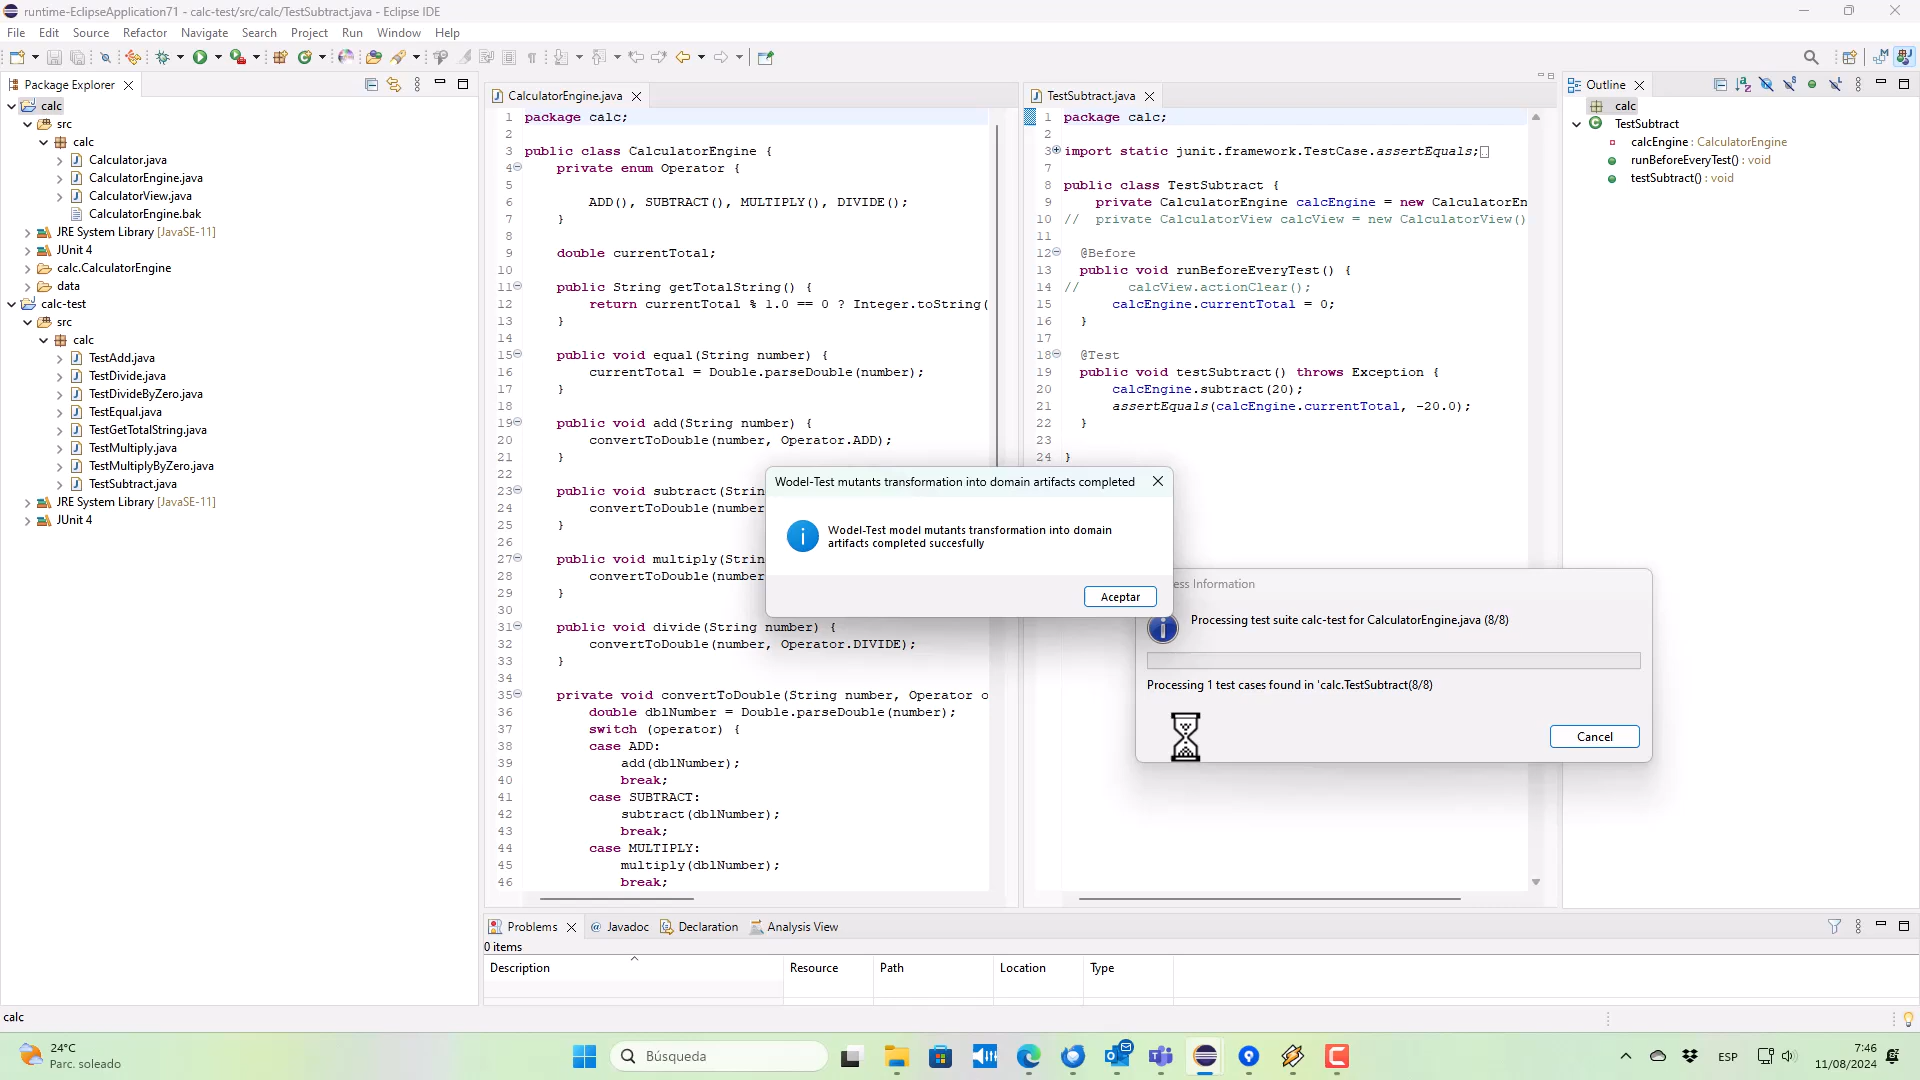 runtime-EclipseApplication71 - calc-test/src/calc/TestSubtract.java - Eclipse IDE
File Edit Source Refactor Navigate Search Project Run Window Help
Package Explorer
calc
src
calc
Calculator.java
CalculatorEngine.java
CalculatorView.java
CalculatorEngine.bak
JRE System Library [JavaSE-11]
JUnit 4
calc.CalculatorEngine
data
calc-test
src
calc
TestAdd.java
TestDivide.java
TestDivideByZero.java
TestEqual.java
TestGetTotalString.java
TestMultiply.java
TestMultiplyByZero.java
TestSubtract.java
JRE System Library [JavaSE-11]
JUnit 4
CalculatorEngine.java
1 package calc;
2
3 public class CalculatorEngine {
4 private enum Operator {
5
6 ADD(), SUBTRACT(), MULTIPLY(), DIVIDE();
7 }
8
9 double currentTotal;
10
11 public String getTotalString() {
12 return currentTotal % 1.0 == 0 ? Integer.toString(
13 }
14
15 public void equal(String number) {
16 currentTotal = Double.parseDouble(number);
17 }
18
19 public void add(String number) {
20 convertToDouble(number, Operator.ADD);
21 }
22
23 public void subtract(Strin
24 convertToDouble(number
25 }
26
27 public void multiply(Strin
28 convertToDouble(number
29 }
30
31 public void divide(String number) {
32 convertToDouble(number, Operator.DIVIDE);
33 }
34
35 private void convertToDouble(String number, Operator o
36 double dblNumber = Double.parseDouble(number);
37 switch (operator) {
38 case ADD:
39 add(dblNumber);
40 break;
41 case SUBTRACT:
42 subtract(dblNumber);
43 break;
44 case MULTIPLY:
45 multiply(dblNumber);
46 break;
TestSubtract.java
1 package calc;
2
3 import static junit.framework.TestCase.assertEquals;
7
8 public class TestSubtract {
9 private CalculatorEngine calcEngine = new CalculatorEn
10 // private CalculatorView calcView = new CalculatorView()
11
12 @Before
13 public void runBeforeEveryTest() {
14 // calcView.actionClear();
15 calcEngine.currentTotal = 0;
16 }
17
18 @Test
19 public void testSubtract() throws Exception {
20 calcEngine.subtract(20);
21 assertEquals(calcEngine.currentTotal, -20.0);
22 }
23
24 }
Wodel-Test mutants transformation into domain artifacts completed
Wodel-Test model mutants transformation into domain
artifacts completed succesfully
Aceptar
ess Information
Processing test suite calc-test for CalculatorEngine.java (8/8)
Processing 1 test cases found in 'calc.TestSubtract(8/8)
Cancel
Outline
calc
TestSubtract
calcEngine : CalculatorEngine
runBeforeEveryTest() : void
testSubtract() : void
Problems Javadoc Declaration Analysis View
0 items
Description Resource Path Location Type
calc
24°C
Parc. soleado
Búsqueda
ESP
7:46
11/08/2024